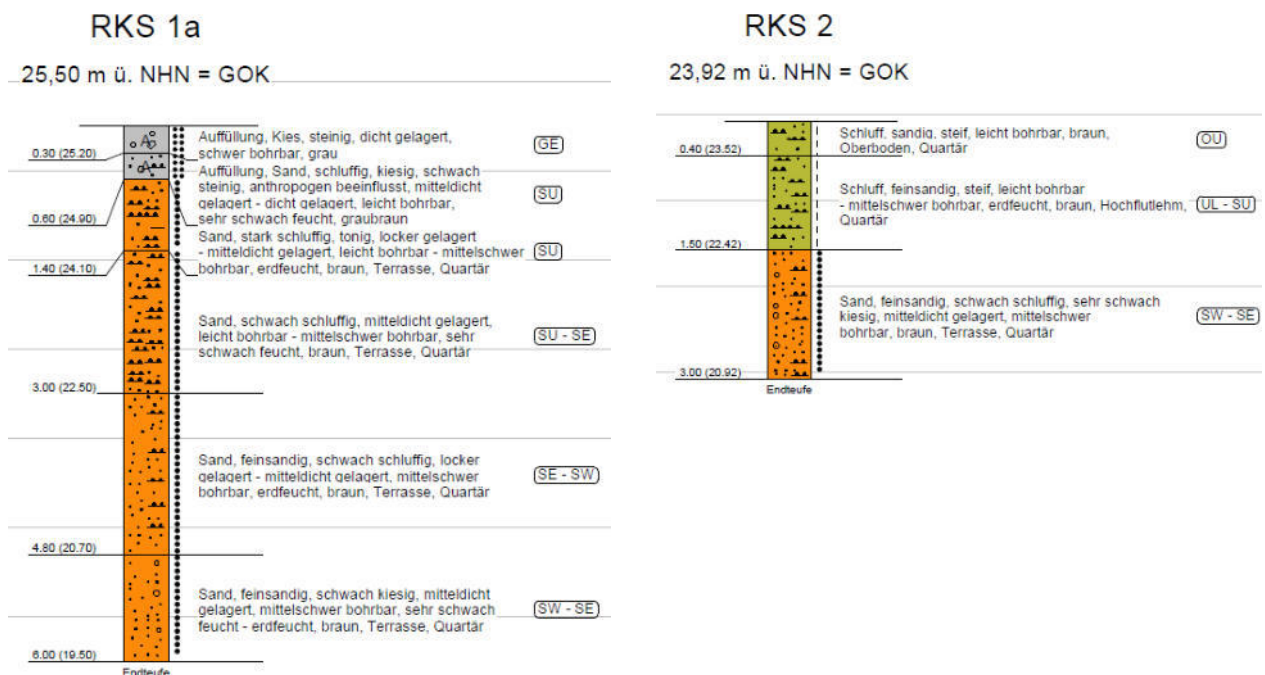 RKS 1a
25,50 m ü. NHN = GOK
A
0.30 (25.20)
Auffüllung, Kies, steinig, dicht gelagert,
schwer bohrbar, grau
GE
A
0.60 (24.90)
Auffüllung, Sand, schluffig, kiesig, schwach
steinig, anthropogen beeinflusst, mitteldicht
gelagert - dicht gelagert, leicht bohrbar,
sehr schwach feucht, graubraun
SU
1.40 (24.10)
Sand, stark schluffig, tonig, locker gelagert
- mitteldicht gelagert, leicht bohrbar - mittelschwer
bohrbar, erdfeucht, braun, Terrasse, Quartär
SU
Sand, schwach schluffig, mitteldicht gelagert,
leicht bohrbar - mittelschwer bohrbar, sehr
schwach feucht, braun, Terrasse, Quartär
SU - SE
3.00 (22.50)
Sand, feinsandig, schwach schluffig, locker
gelagert - mitteldicht gelagert, mittelschwer
bohrbar, erdfeucht, braun, Terrasse, Quartär
SE - SW
4.80 (20.70)
Sand, feinsandig, schwach kiesig, mitteldicht
gelagert, mittelschwer bohrbar, sehr schwach
feucht - erdfeucht, braun, Terrasse, Quartär
SW - SE
6.00 (19.50)
Endteufe
RKS 2
23,92 m ü. NHN = GOK
0.40 (23.52)
Schluff, sandig, steif, leicht bohrbar, braun,
Oberboden, Quartär
OU
Schluff, feinsandig, steif, leicht bohrbar
- mittelschwer bohrbar, erdfeucht, braun, Hochflutlehm,
Quartär
UL - SU
1.50 (22.42)
Sand, feinsandig, schwach schluffig, sehr schwach
kiesig, mitteldicht gelagert, mittelschwer
bohrbar, braun, Terrasse, Quartär
SW - SE
3.00 (20.92)
Endteufe